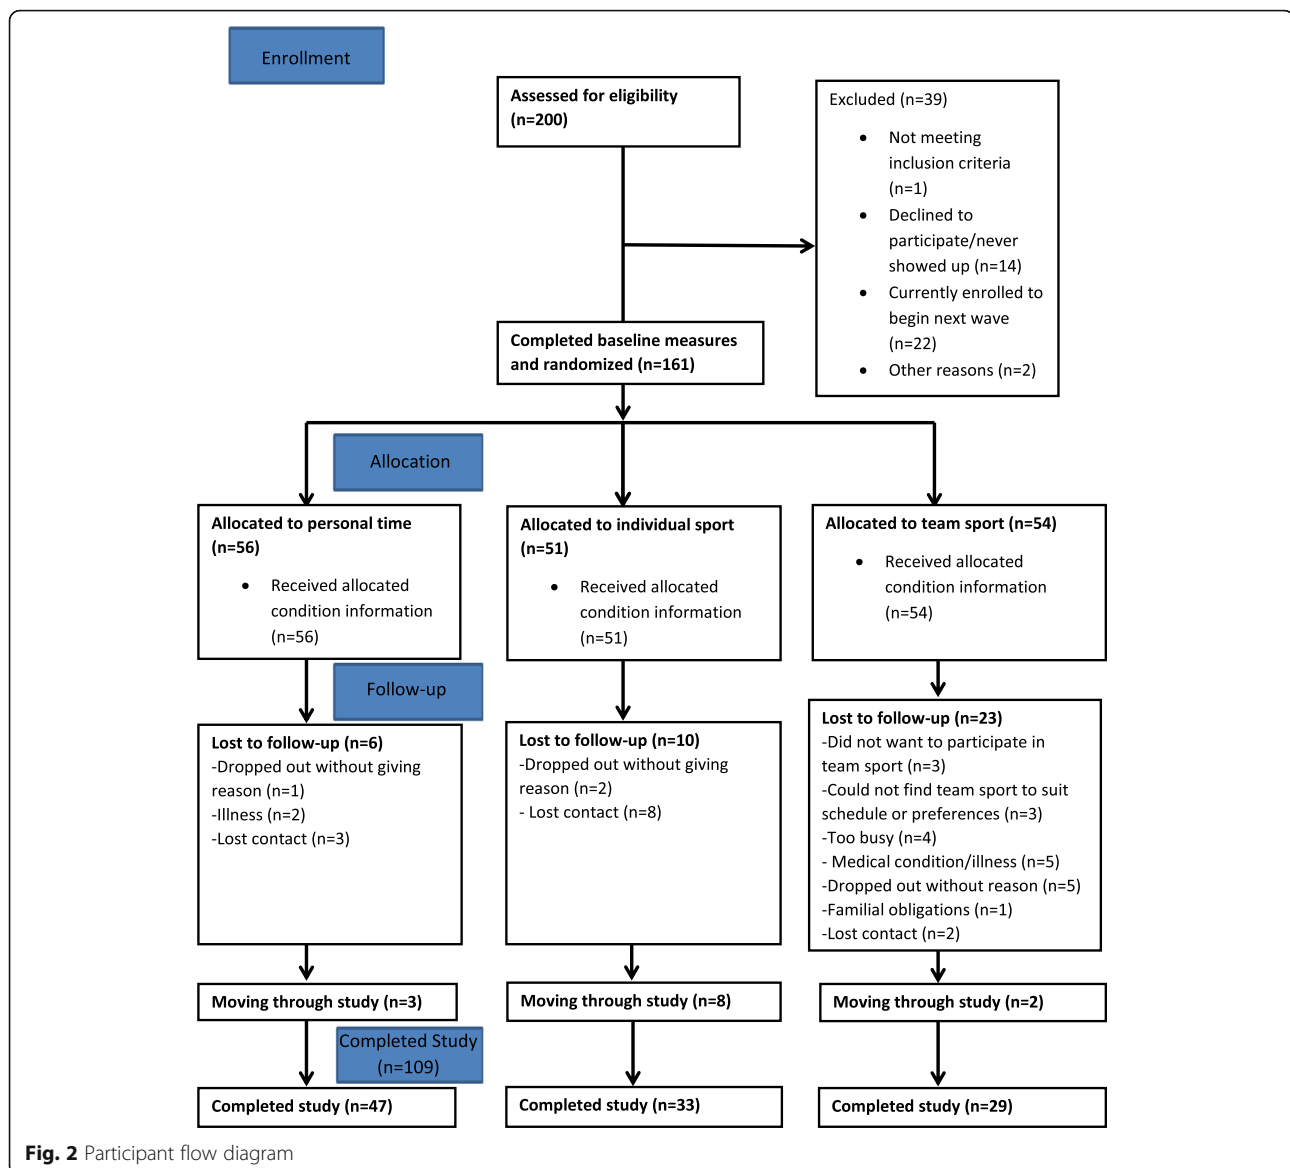 Enrollment
Assessed for eligibility
(n=200)
Excluded (n=39)
• Not meeting
inclusion criteria
(n=1)
• Declined to
participate/never
showed up (n=14)
• Currently enrolled to
begin next wave
(n=22)
• Other reasons (n=2)
Completed baseline measures
and randomized (n=161)
Allocation
Allocated to personal time
(n=56)
• Received allocated
condition information
(n=56)
Allocated to individual sport
(n=51)
• Received allocated
condition information
(n=51)
Allocated to team sport (n=54)
• Received allocated
condition information
(n=54)
Follow-up
Lost to follow-up (n=6)
-Dropped out without giving
reason (n=1)
-Illness (n=2)
-Lost contact (n=3)
Lost to follow-up (n=10)
-Dropped out without giving
reason (n=2)
- Lost contact (n=8)
Lost to follow-up (n=23)
-Did not want to participate in
team sport (n=3)
-Could not find team sport to suit
schedule or preferences (n=3)
-Too busy (n=4)
- Medical condition/illness (n=5)
-Dropped out without reason (n=5)
-Familial obligations (n=1)
-Lost contact (n=2)
Moving through study (n=3)
Moving through study (n=8)
Moving through study (n=2)
Completed Study
(n=109)
Completed study (n=47)
Completed study (n=33)
Completed study (n=29)
Fig. 2 Participant flow diagram